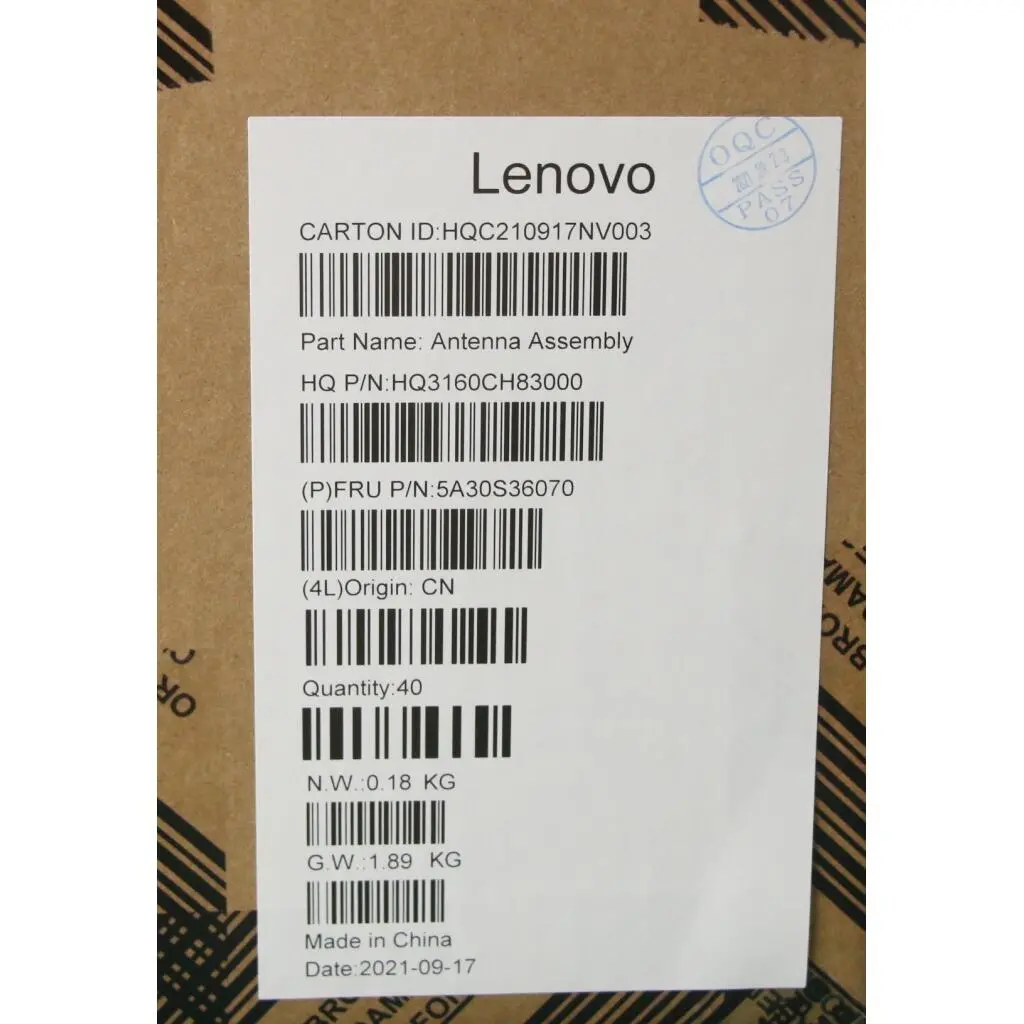 Lenovo
OQC
PASS
07
CARTON ID:HQC210917NV003
Part Name: Antenna Assembly
HQ P/N:HQ3160CH83000
(P)FRU P/N:5A30S36070
(4L)Origin: CN
Quantity:40
N.W.:0.18 KG
G.W.:1.89 KG
Made in China
Date:2021-09-17